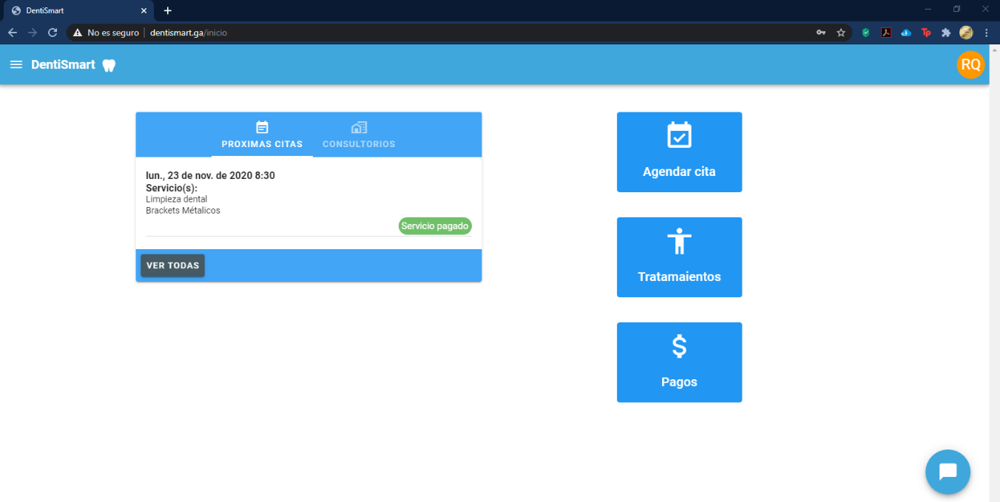 DentiSmart
No es seguro dentismart.ga/inicio
DentiSmart
RQ
PROXIMAS CITAS
CONSULTORIOS
lun., 23 de nov. de 2020 8:30
Servicio(s):
Limpieza dental
Brackets Métalicos
Servicio pagado
VER TODAS
Agendar cita
Tratamaientos
$
Pagos